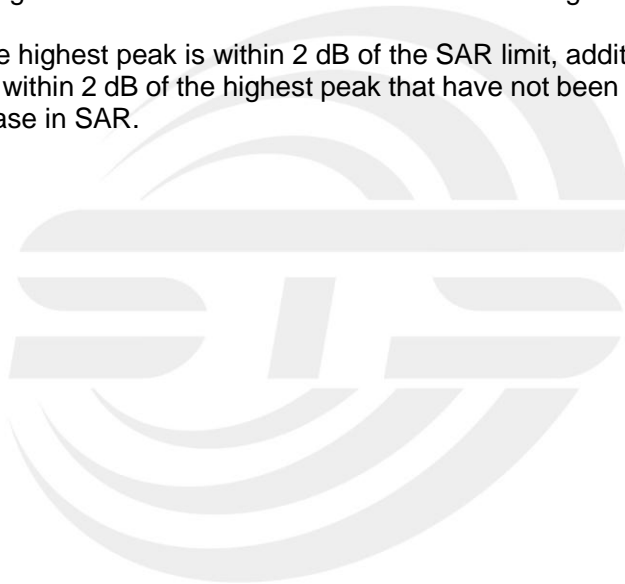 e highest peak is within 2 dB of the SAR limit, addit
within 2 dB of the highest peak that have not been
ase in SAR.
STS